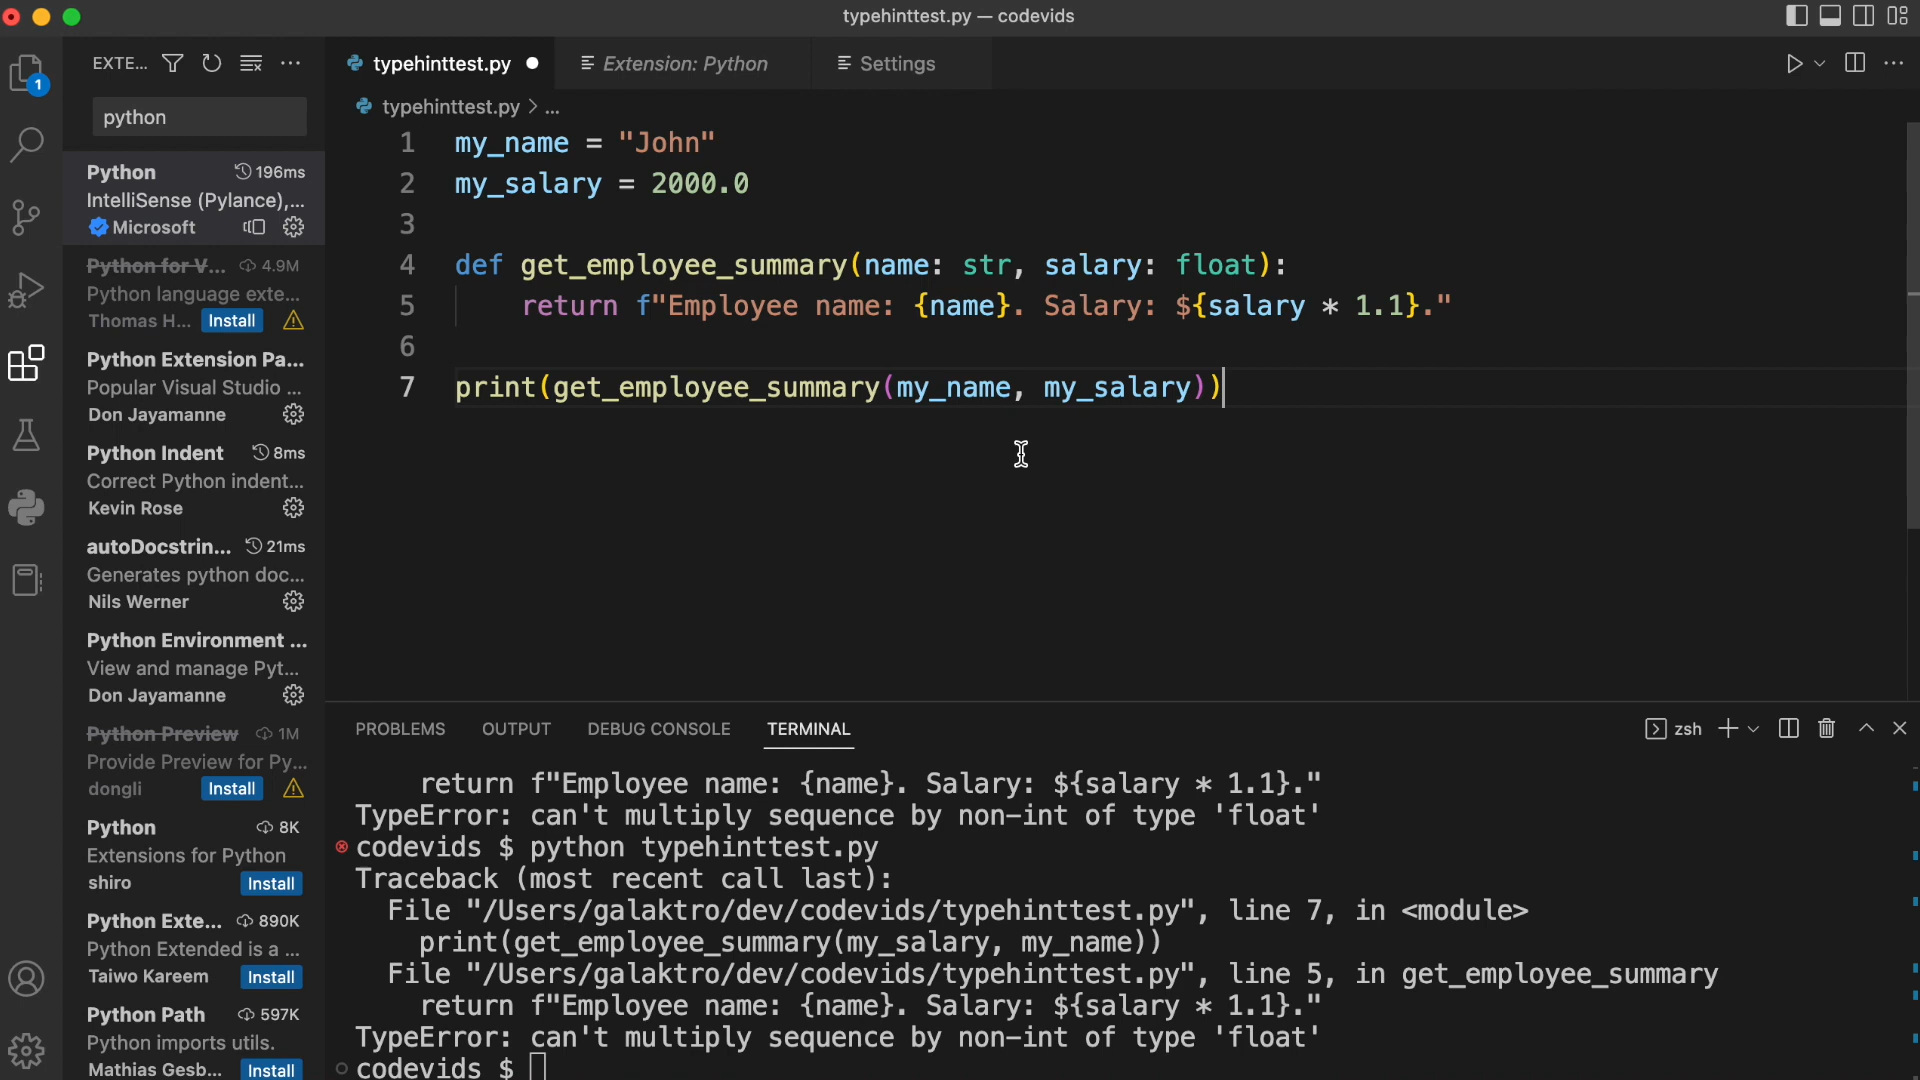 typehinttest.py — codevids
EXTE...
typehinttest.py
Extension: Python
Settings
1
python
typehinttest.py > ...
Python 196ms
IntelliSense (Pylance),...
Microsoft
Python for V... 4.9M
Python language exte...
Thomas H... Install
Python Extension Pa...
Popular Visual Studio ...
Don Jayamanne
Python Indent 8ms
Correct Python indent...
Kevin Rose
autoDocstrin... 21ms
Generates python doc...
Nils Werner
Python Environment ...
View and manage Pyt...
Don Jayamanne
Python Preview 1M
Provide Preview for Py...
dongli Install
Python 8K
Extensions for Python
shiro Install
Python Exte... 890K
Python Extended is a ...
Taiwo Kareem Install
Python Path 597K
Python imports utils.
Mathias Gesb... Install
1 my_name = "John"
2 my_salary = 2000.0
3
4 def get_employee_summary(name: str, salary: float):
5 return f"Employee name: {name}. Salary: ${salary * 1.1}."
6
7 print(get_employee_summary(my_name, my_salary))
PROBLEMS OUTPUT DEBUG CONSOLE TERMINAL
zsh
return f"Employee name: {name}. Salary: ${salary * 1.1}."
TypeError: can't multiply sequence by non-int of type 'float'
codevids $ python typehinttest.py
Traceback (most recent call last):
File "/Users/galaktro/dev/codevids/typehinttest.py", line 7, in <module>
print(get_employee_summary(my_salary, my_name))
File "/Users/galaktro/dev/codevids/typehinttest.py", line 5, in get_employee_summary
return f"Employee name: {name}. Salary: ${salary * 1.1}."
TypeError: can't multiply sequence by non-int of type 'float'
codevids $